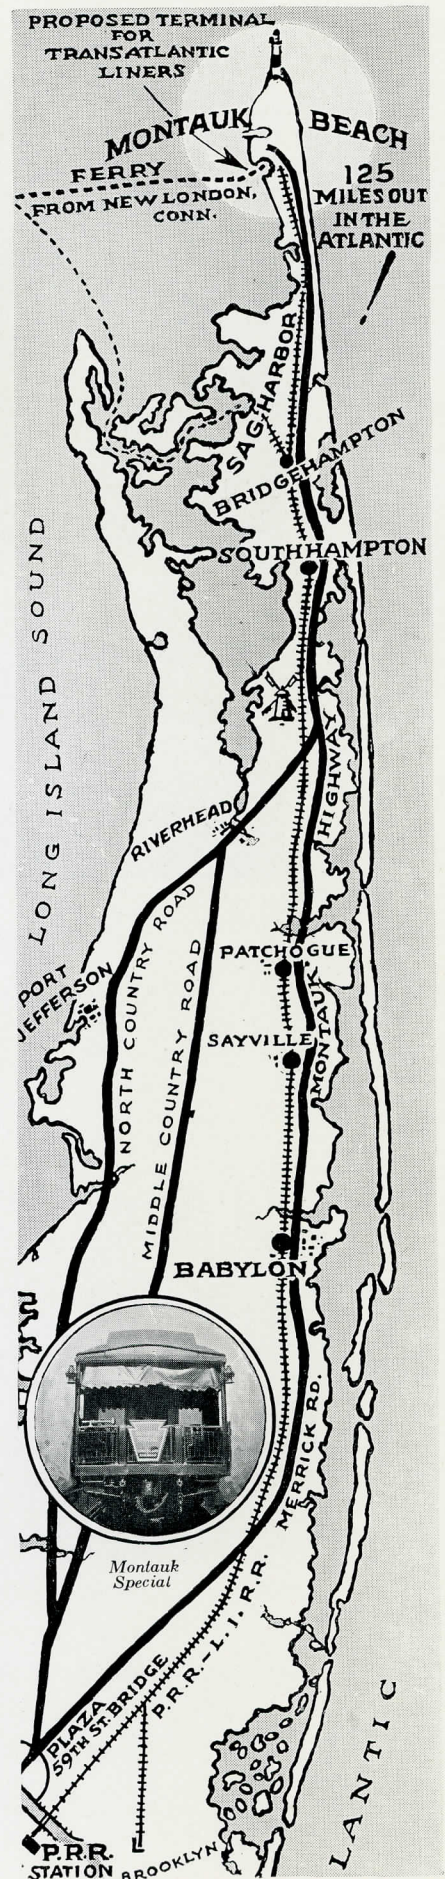 PROPOSED TERMINAL
FOR
TRANSATLANTIC
LINERS
MONTAUK BEACH
FERRY
FROM NEW LONDON,
CONN.
125
MILES OUT
IN THE
ATLANTIC
SAG HARBOR
BRIDGEHAMPTON
SOUTHHAMPTON
LONG ISLAND SOUND
RIVERHEAD
HIGHWAY
PORT
JEFFERSON
NORTH COUNTRY ROAD
MIDDLE COUNTRY ROAD
PATCHOGUE
SAYVILLE
MONTAUK
BABYLON
MERRICK RD.
Montauk
Special
P.R.R.-L.I.R.R.
PLAZA
59TH ST. BRIDGE
P.R.R.
STATION
BROOKLYN
LANTIC